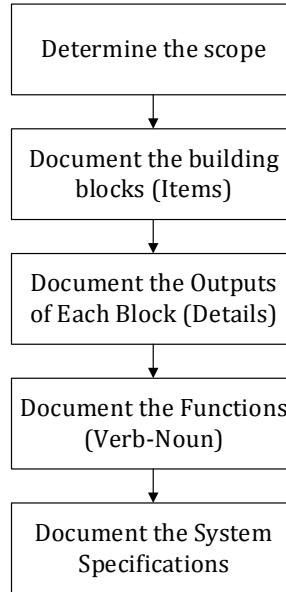 Determine the scope
Document the building
blocks (Items)
Document the Outputs
of Each Block (Details)
Document the Functions
(Verb-Noun)
Document the System
Specifications